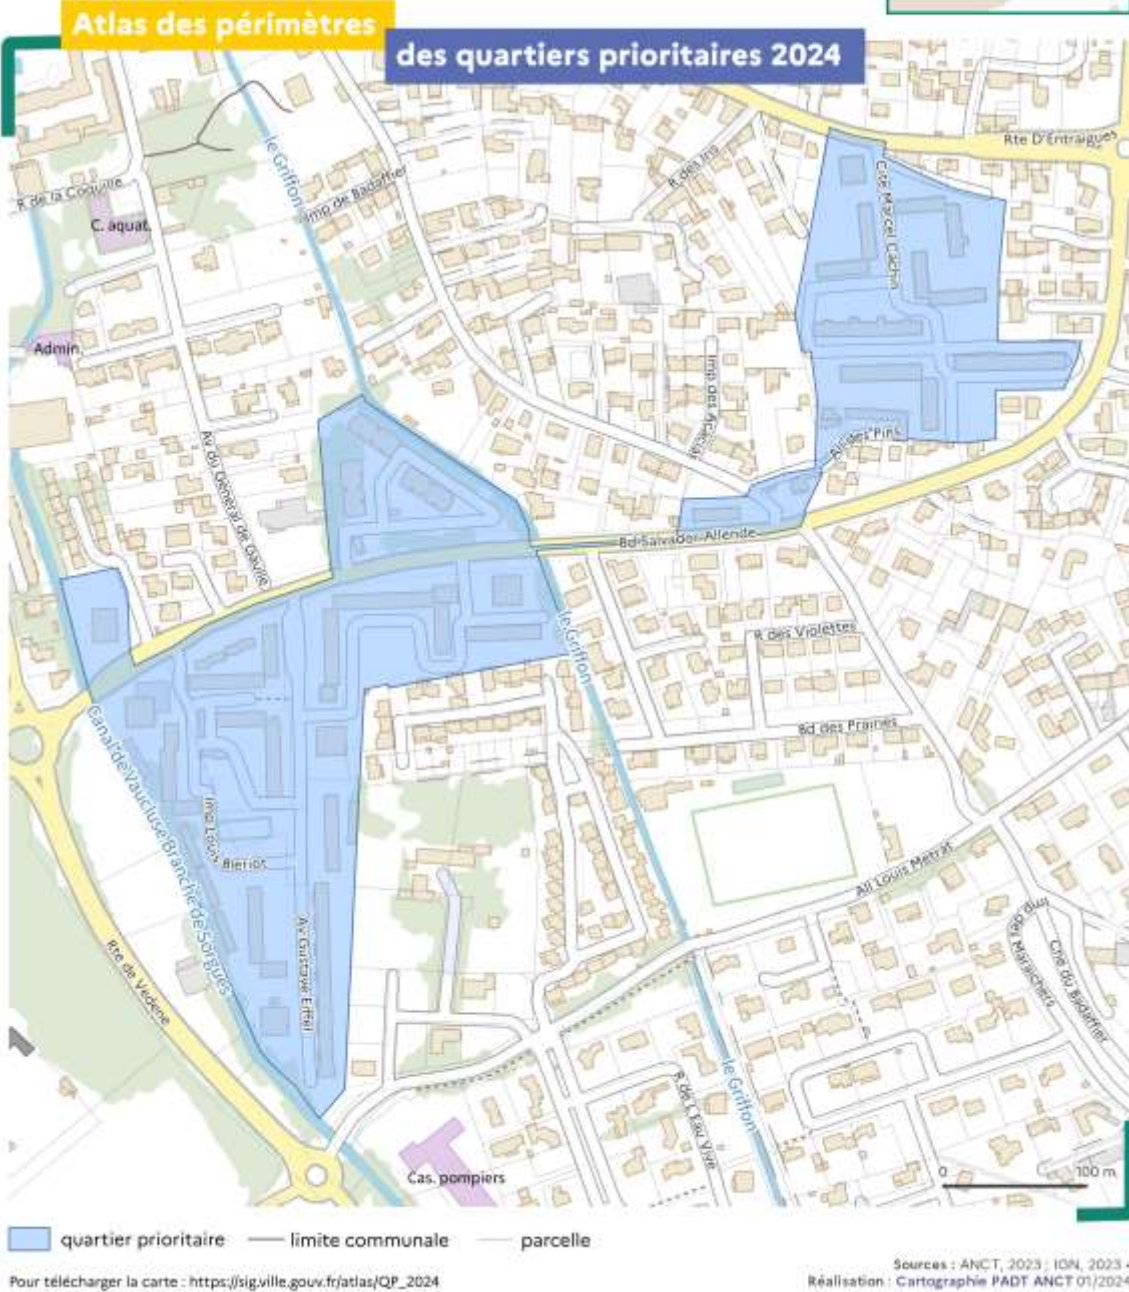 Atlas des périmètres
des quartiers prioritaires 2024
Rte D'Entraigues
le Griffon
R des Iris
Imp de Badaffier
R de la Coquille
C. aquat.
Cité Marcel Cachin
Admin.
Imp des Acacias
All des Pins
Av du Général de Gaulle
Bd Salvador Allende
le Griffon
R des Violettes
Bd des Prairies
Canal de Vaucluse Branche de Sorgues
Imp Louis
Blériot
All Louis Metrat
Av Gustave Eiffel
Rte de Vedène
Imp des
Maraîchers
Che du Badaffier
le Griffon
R de L'Eau Vive
Cas. pompiers
0 100 m
quartier prioritaire limite communale parcelle
Pour télécharger la carte : https://sig.ville.gouv.fr/atlas/QP_2024
Sources : ANCT, 2023 ; IGN, 2023
Réalisation : Cartographie PADT ANCT 01/2024